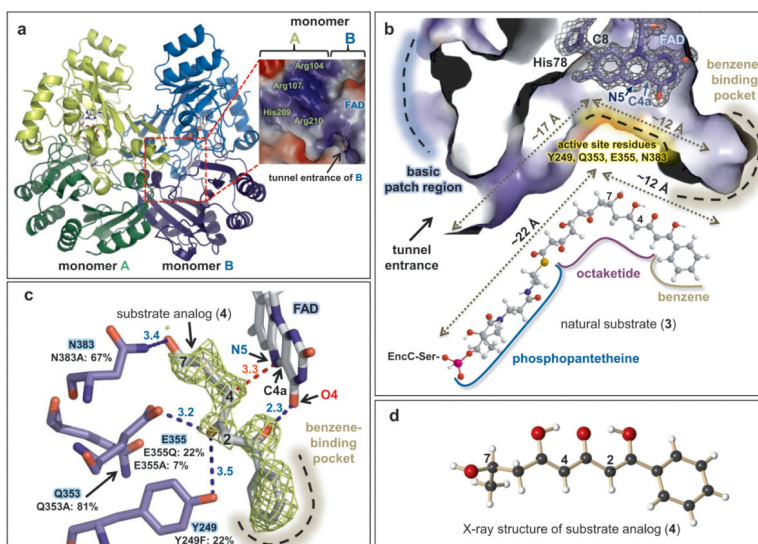 a
monomer
A B
Arg104
Arg107
FAD
His209
Arg210
tunnel entrance of B
monomer A monomer B
b
C8
FAD
His78
benzene
binding
pocket
N5
C4a
~17 Å
~12 Å
active site residues
Y249, Q353, E355, N383
basic
patch region
~12 Å
7
4
~22 Å
tunnel
entrance
octaketide
benzene
natural substrate (3)
EncC-Ser-
phosphopantetheine
c
substrate analog (4)
FAD
N383
N383A: 67%
3.4
7
N5
3.3
4
C4a
O4
2.3
3.2
2
benzene-
binding
pocket
E355
E355Q: 22%
E355A: 7%
3.5
Q353
Q353A: 81%
Y249
Y249F: 22%
d
7
4
2
X-ray structure of substrate analog (4)